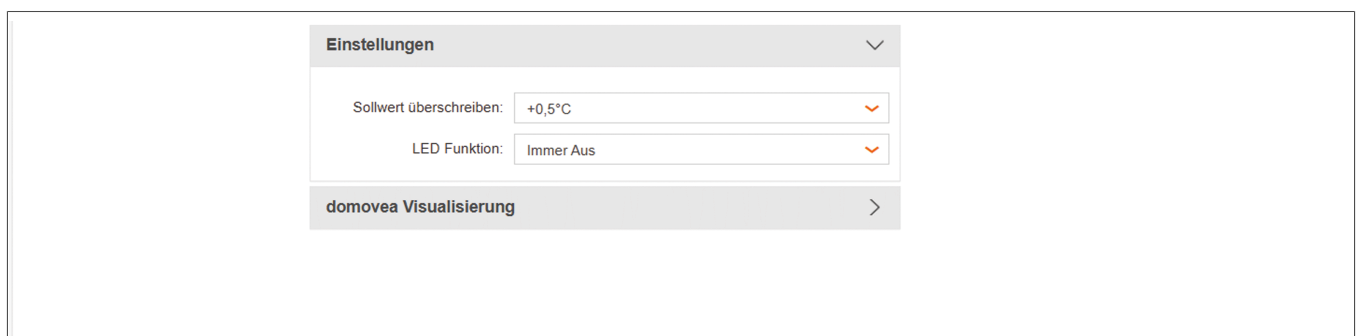 Einstellungen
Sollwert überschreiben: +0,5°C
LED Funktion: Immer Aus
domovea Visualisierung